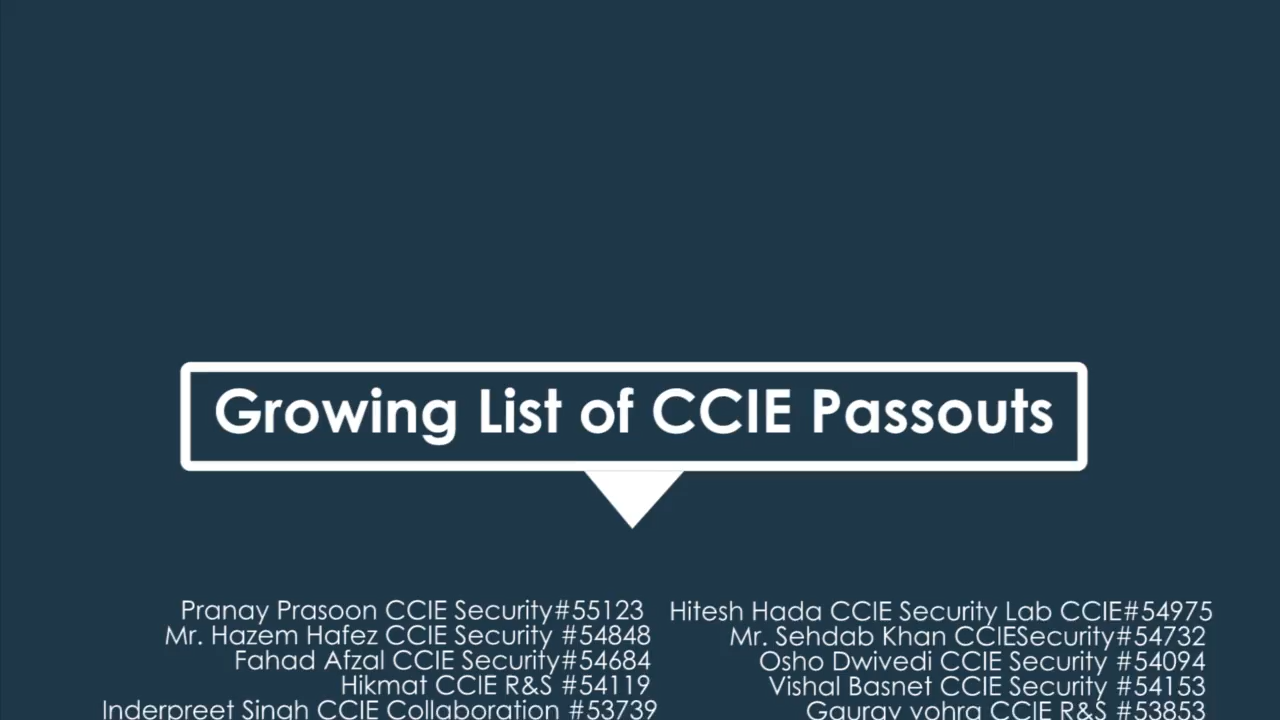 Growing List of CCIE Passouts
Pranay Prasoon CCIE Security#55123
Mr. Hazem Hafez CCIE Security #54848
Fahad Afzal CCIE Security#54684
Hikmat CCIE R&S #54119
Inderpreet Singh CCIE Collaboration #53739
Hitesh Hada CCIE Security Lab CCIE#54975
Mr. Sehdab Khan CCIESecurity#54732
Osho Dwivedi CCIE Security #54094
Vishal Basnet CCIE Security #54153
Gaurav vohra CCIE R&S #53853